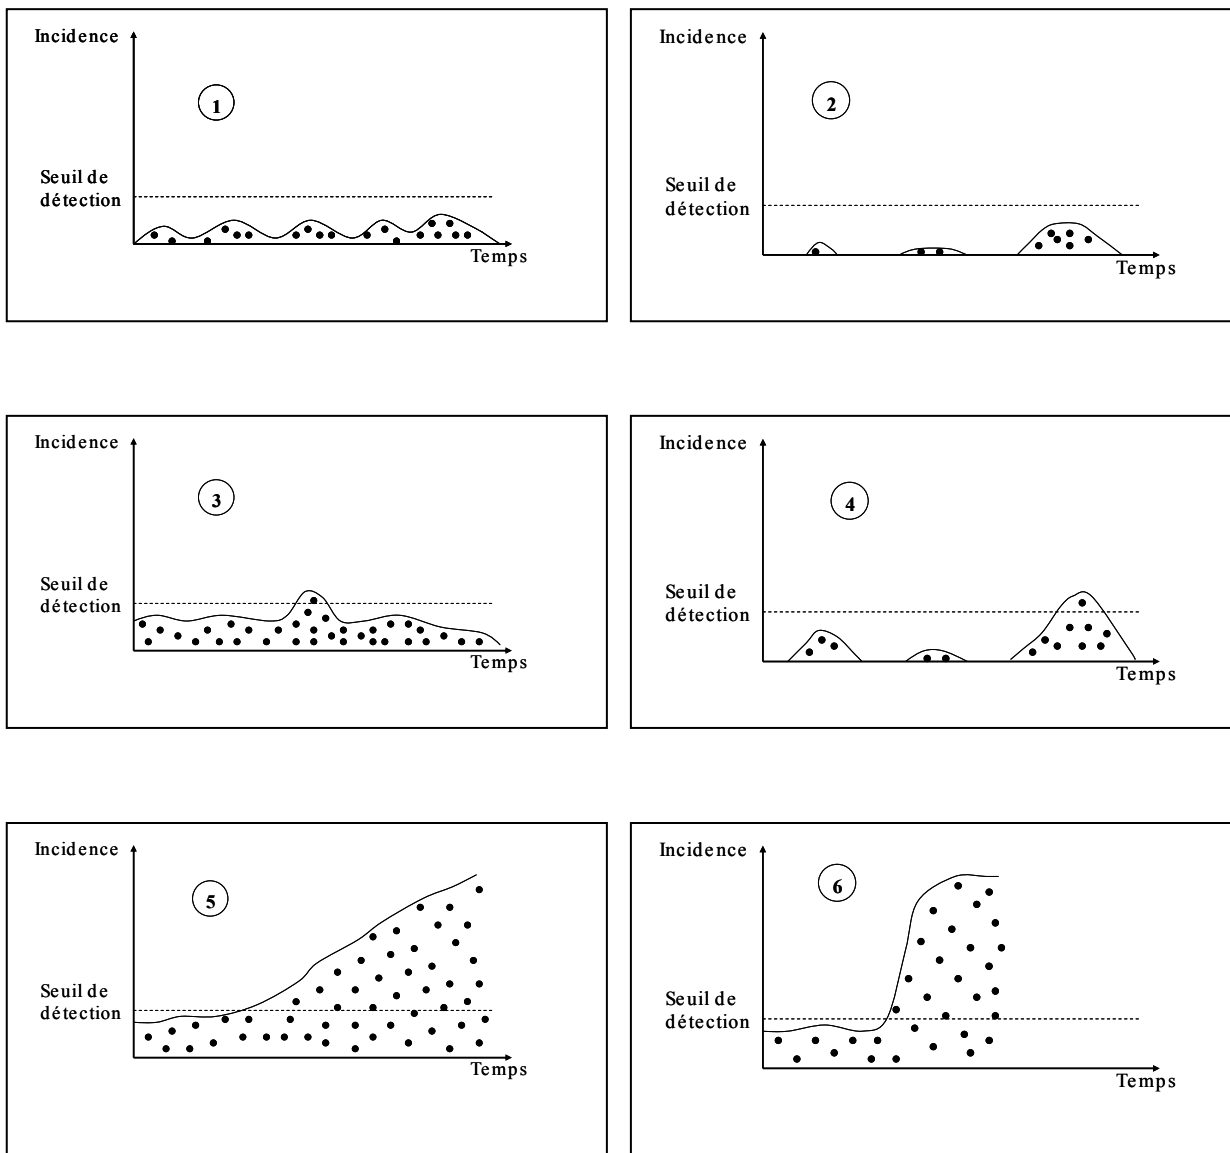 Incidence
1
Seuil de
détection
Temps
Incidence
2
Seuil de
détection
Temps
Incidence
3
Seuil de
détection
Temps
Incidence
4
Seuil de
détection
Temps
Incidence
5
Seuil de
détection
Temps
Incidence
6
Seuil de
détection
Temps